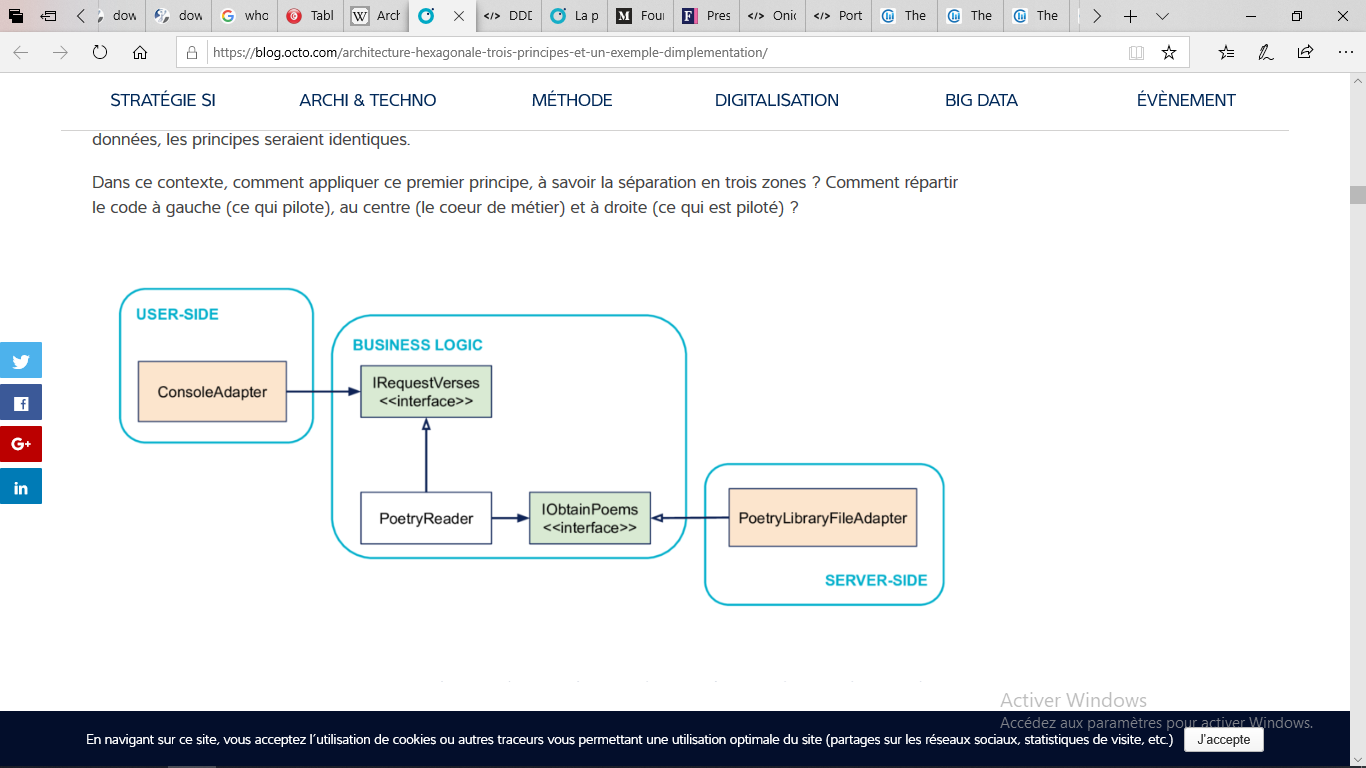 dow
dow
who
Tabl
Arch
DDD
La p
Four
Pres
Onio
Port
The
The
The
https://blog.octo.com/architecture-hexagonale-trois-principes-et-un-exemple-dimplementation/
STRATÉGIE SI ARCHI & TECHNO MÉTHODE DIGITALISATION BIG DATA ÉVÈNEMENT
données, les principes seraient identiques.
Dans ce contexte, comment appliquer ce premier principe, à savoir la séparation en trois zones ? Comment répartir
le code à gauche (ce qui pilote), au centre (le coeur de métier) et à droite (ce qui est piloté) ?
USER-SIDE
ConsoleAdapter
BUSINESS LOGIC
IRequestVerses
<<interface>>
PoetryReader
IObtainPoems
<<interface>>
PoetryLibraryFileAdapter
SERVER-SIDE
G+
in
Activer Windows
Accédez aux paramètres pour activer Windows.
En navigant sur ce site, vous acceptez l'utilisation de cookies ou autres traceurs vous permettant une utilisation optimale du site (partages sur les réseaux sociaux, statistiques de visite, etc.)
J'accepte